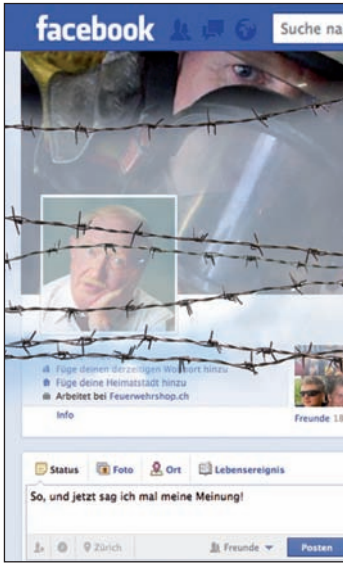 facebook Suche na
Füge deinen derzeitigen Wohnort hinzu
Füge deine Heimatstadt hinzu
Arbeitet bei Feuerwehrshop.ch
Info
Freunde 18
Status Foto Ort Lebensereignis
So, und jetzt sag ich mal meine Meinung!
Zürich Freunde Posten